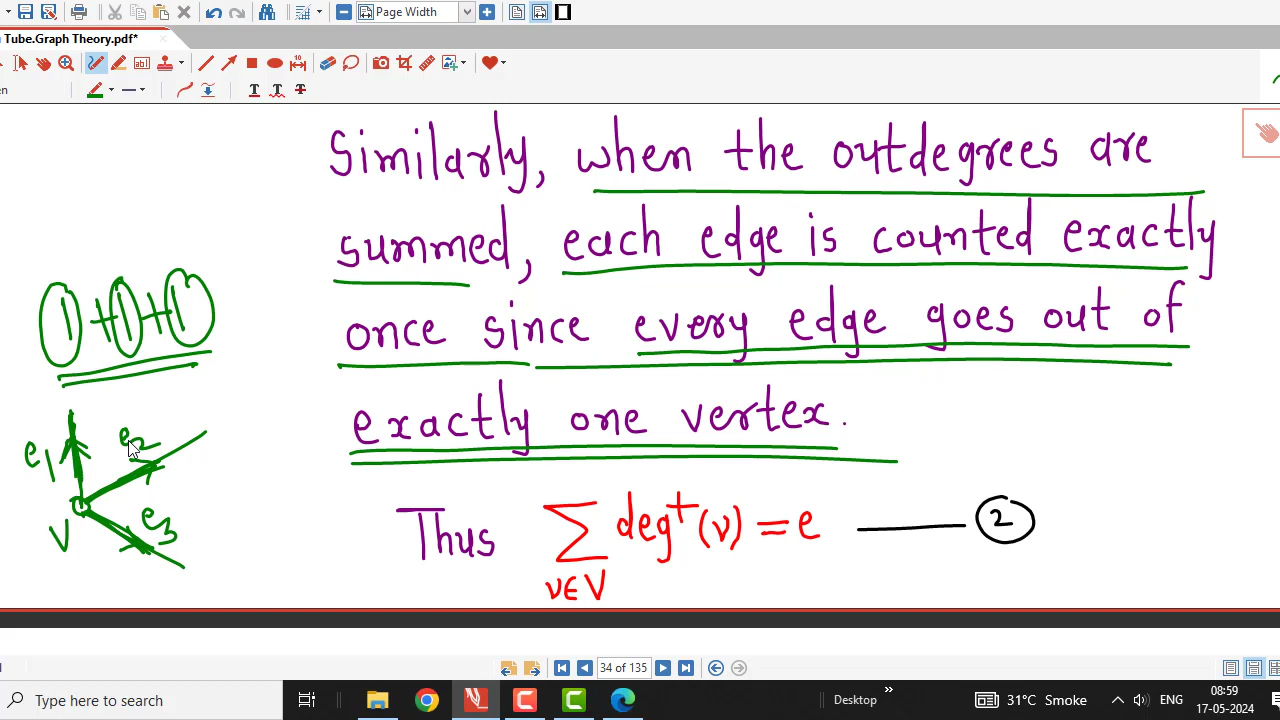 Page Width
Tube.Graph Theory.pdf*
Similarly, when the outdegrees are
summed, each edge is counted exactly
once since every edge goes out of
exactly one vertex.
Thus ∑ deg⁺(v) = e — ②
v∈V
1+1+1
e1 e2
v e3
34 of 135
Type here to search
Desktop
31°C Smoke
ENG
08:59
17-05-2024